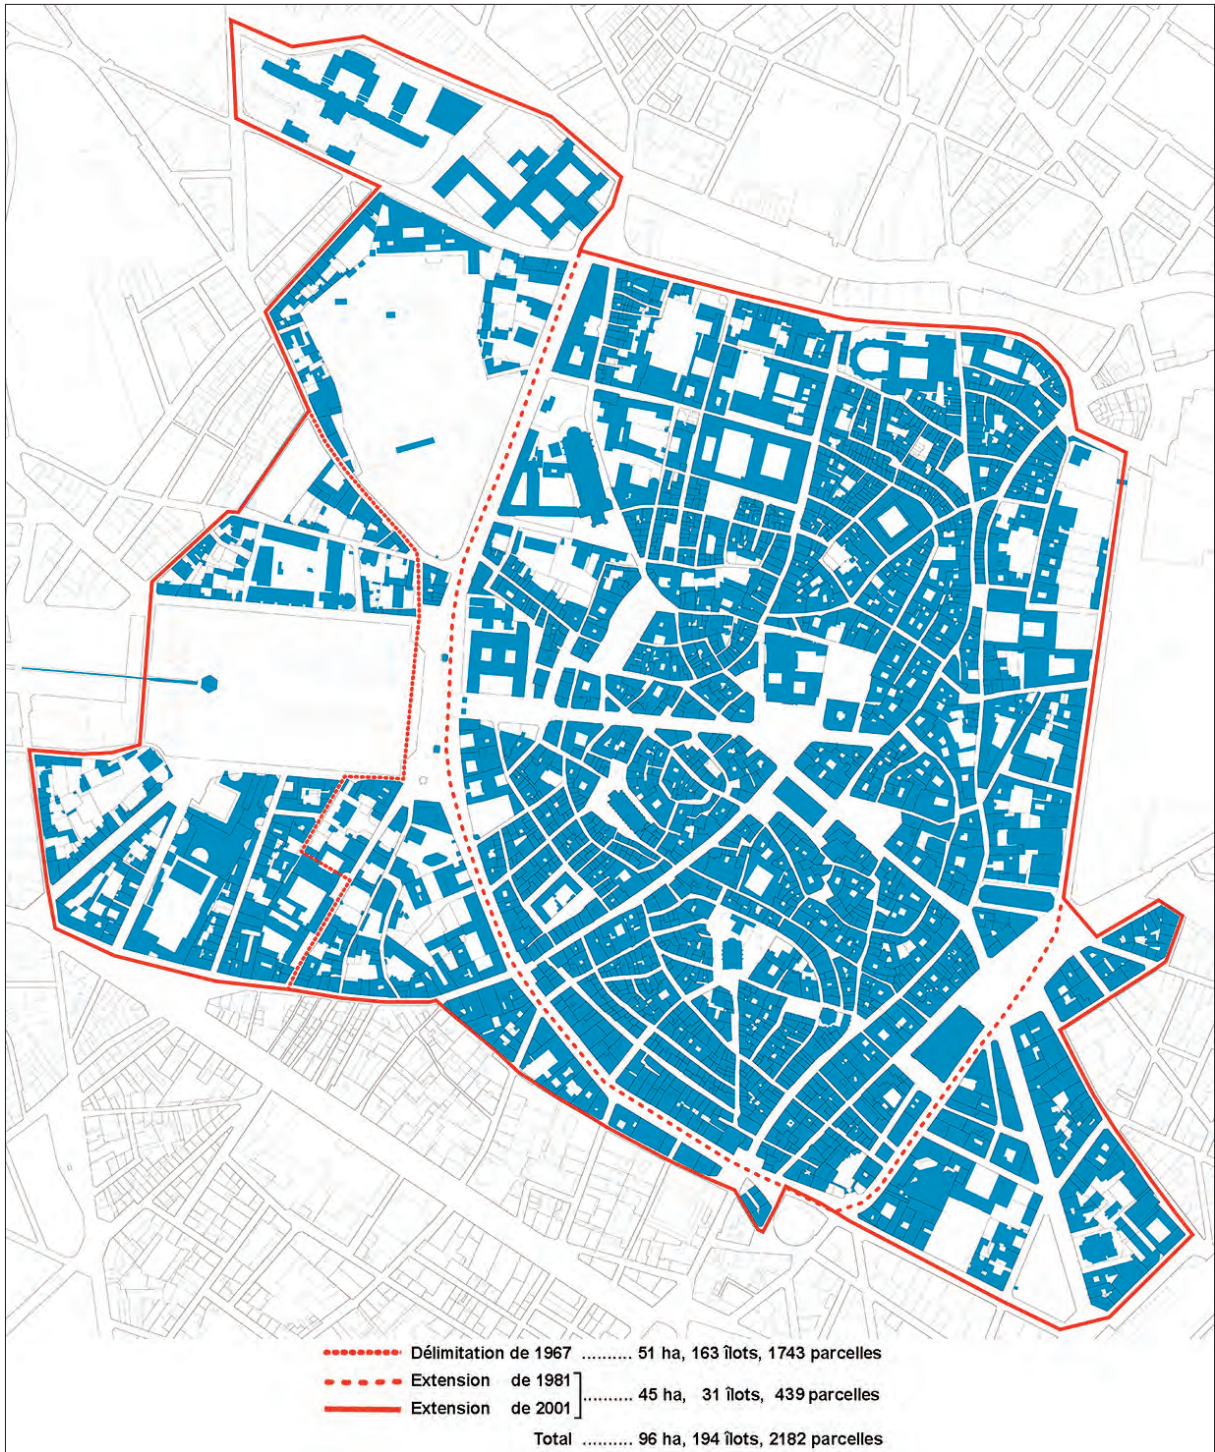 Délimitation de 1967 .......... 51 ha, 163 îlots, 1743 parcelles
Extension de 1981
.......... 45 ha, 31 îlots, 439 parcelles
Extension de 2001
Total .......... 96 ha, 194 îlots, 2182 parcelles